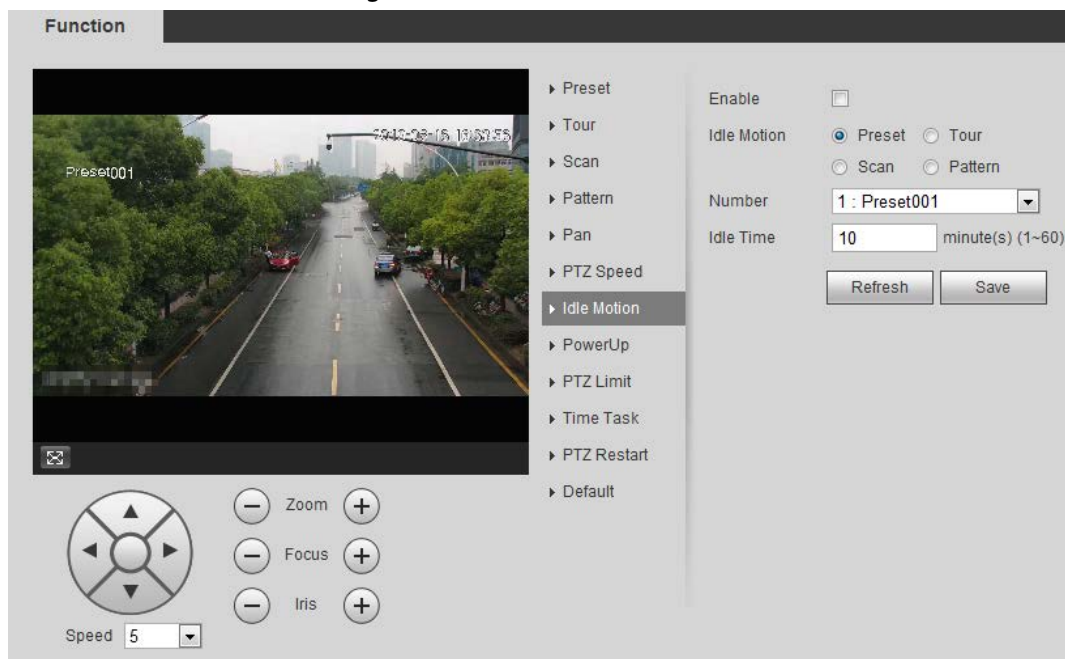 Function
Preset001
Preset
Tour
Scan
Pattern
Pan
PTZ Speed
Idle Motion
PowerUp
PTZ Limit
Time Task
PTZ Restart
Default
Enable
Idle Motion Preset Tour
Scan Pattern
Number 1 : Preset001
Idle Time 10 minute(s) (1~60)
Refresh Save
Zoom
Focus
Iris
Speed 5